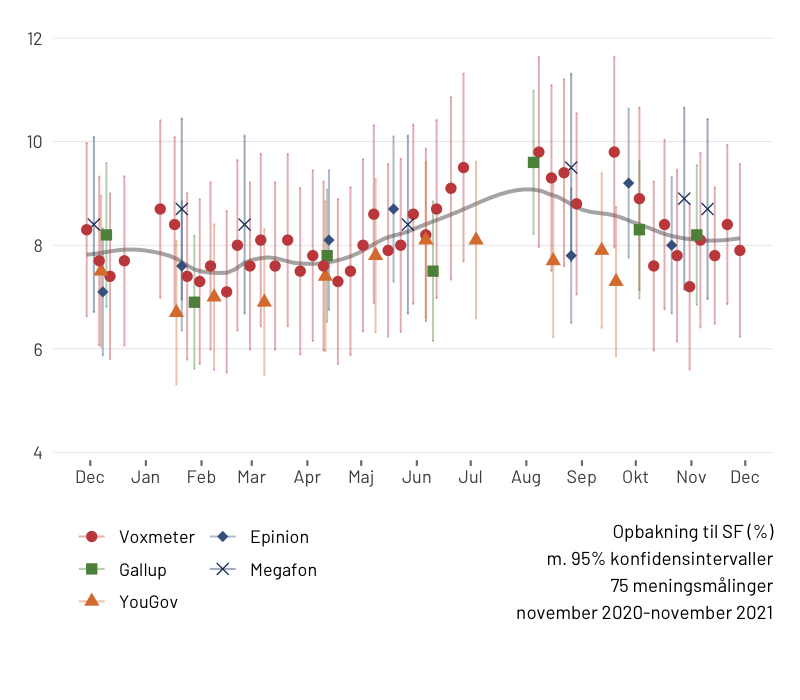 12
10
8
6
4
Dec Jan Feb Mar Apr Maj Jun Jul Aug Sep Okt Nov Dec
Voxmeter Epinion
Gallup Megafon
YouGov
Opbakning til SF (%)
m. 95% konfidensintervaller
75 meningsmålinger
november 2020-november 2021